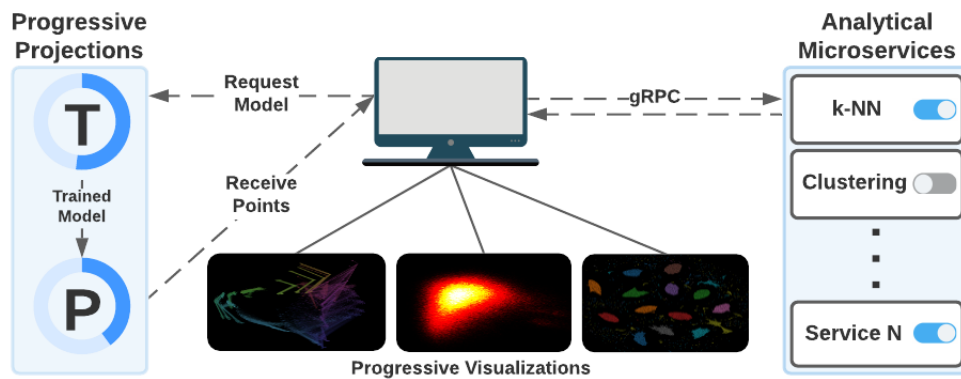 Progressive
Projections
T
Trained
Model
P
Request
Model
Receive
Points
gRPC
Progressive Visualizations
Analytical
Microservices
k-NN
Clustering
Service N